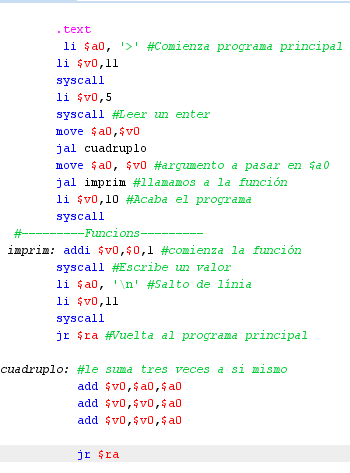 .text
li $a0, '>' #Comienza programa principal
li $v0,11
syscall
li $v0,5
syscall #Leer un enter
move $a0,$v0
jal cuadruplo
move $a0, $v0 #argumento a pasar en $a0
jal imprim #llamamos a la función
li $v0,10 #Acaba el programa
syscall
#---------Funcions---------
imprim: addi $v0,$0,1 #comienza la función
syscall #Escribe un valor
li $a0, '\n' #Salto de línia
li $v0,11
syscall
jr $ra #Vuelta al programa principal
cuadruplo: #le suma tres veces a si mismo
add $v0,$a0,$a0
add $v0,$v0,$a0
add $v0,$v0,$a0
jr $ra